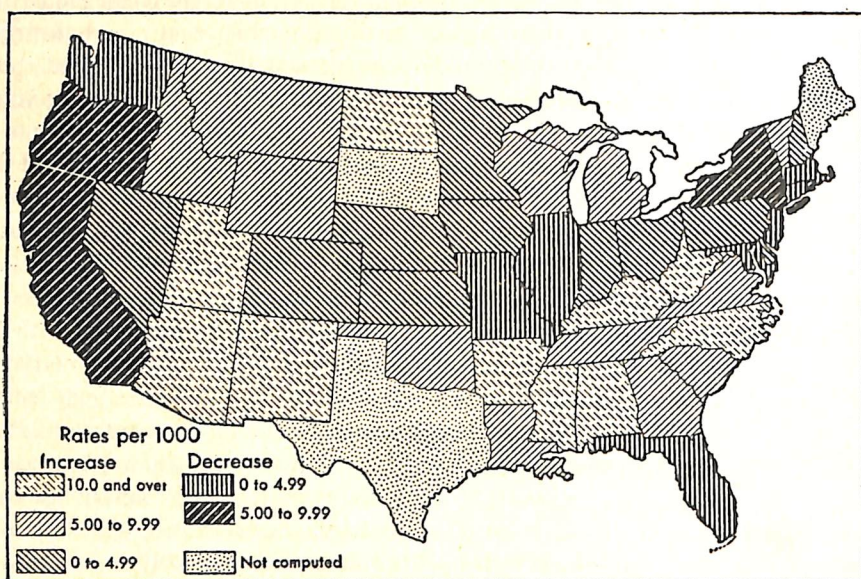 Rates per 1000
Increase
10.0 and over
5.00 to 9.99
0 to 4.99
Decrease
0 to 4.99
5.00 to 9.99
Not computed